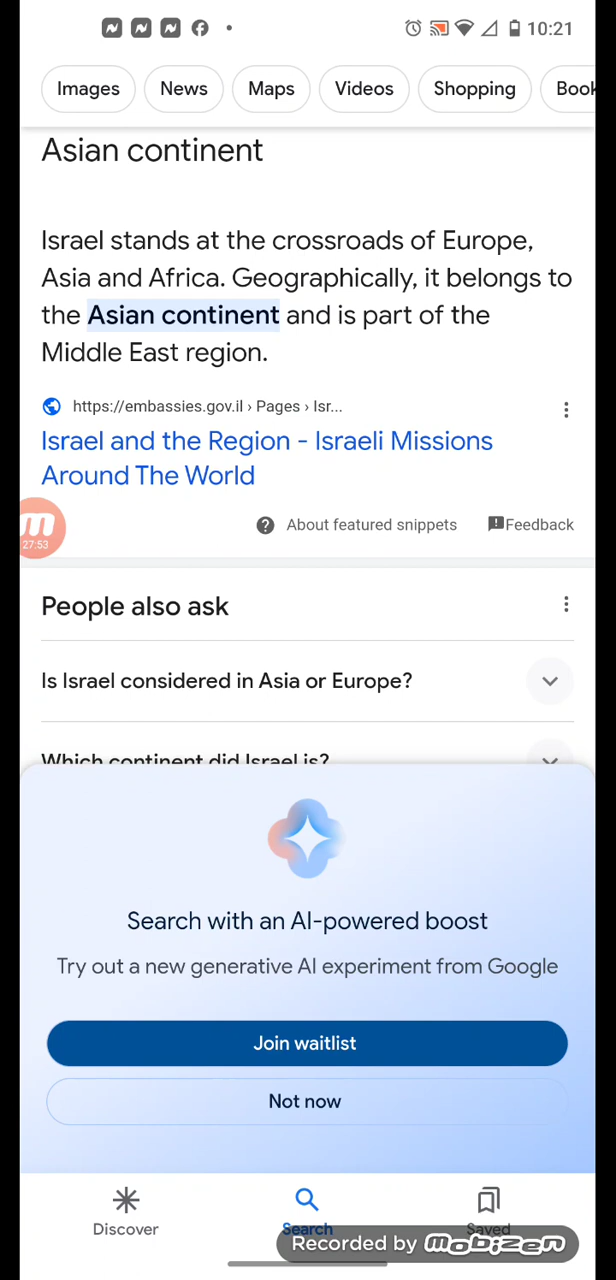 10:21
Images News Maps Videos Shopping Book
Asian continent
Israel stands at the crossroads of Europe,
Asia and Africa. Geographically, it belongs to
the Asian continent and is part of the
Middle East region.
https://embassies.gov.il › Pages › Isr...
Israel and the Region - Israeli Missions
Around The World
m
27:53
? About featured snippets Feedback
People also ask
Is Israel considered in Asia or Europe?
Which continent did Israel is?
Search with an AI-powered boost
Try out a new generative AI experiment from Google
Join waitlist
Not now
Discover Search Saved
Recorded by mobizen